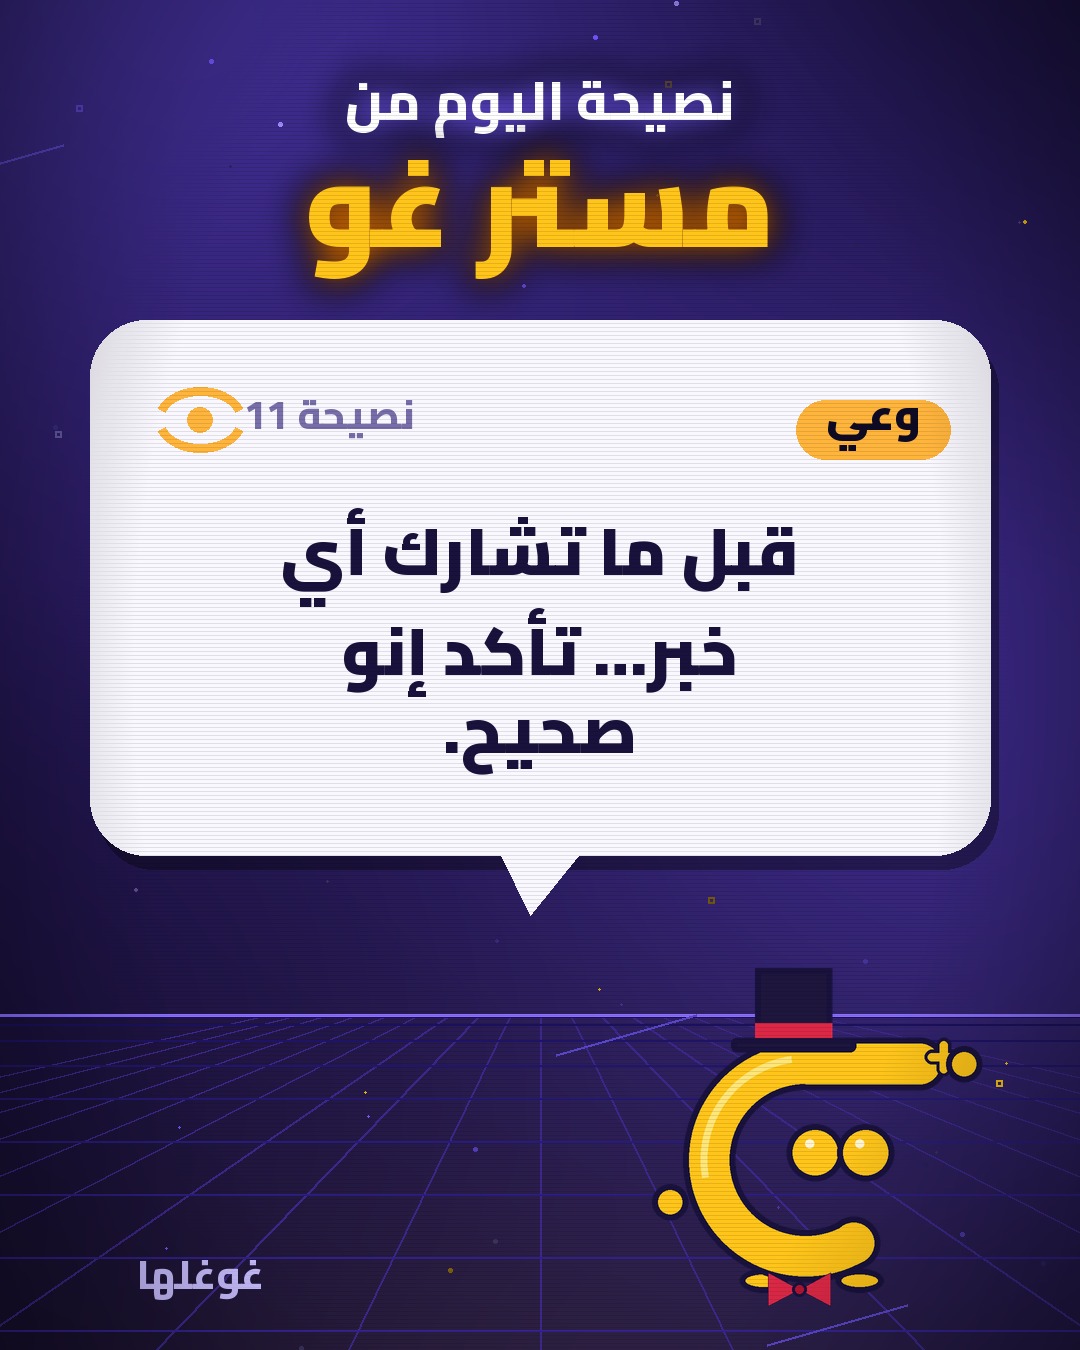 نصيحة اليوم من
مستر غو
وعي
نصيحة 11
قبل ما تشارك أي
خبر... تأكد إنو
صحيح.
غوغلها